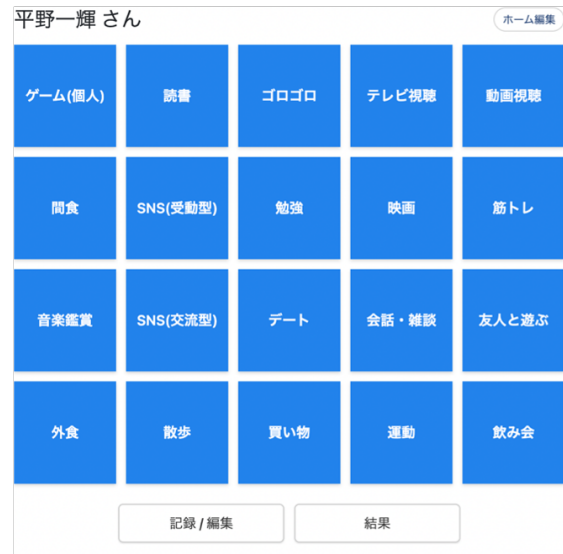 平野一輝 さん
ホーム編集
ゲーム(個人)
読書
ゴロゴロ
テレビ視聴
動画視聴
間食
SNS(受動型)
勉強
映画
筋トレ
音楽鑑賞
SNS(交流型)
デート
会話・雑談
友人と遊ぶ
外食
散歩
買い物
運動
飲み会
記録 / 編集
結果